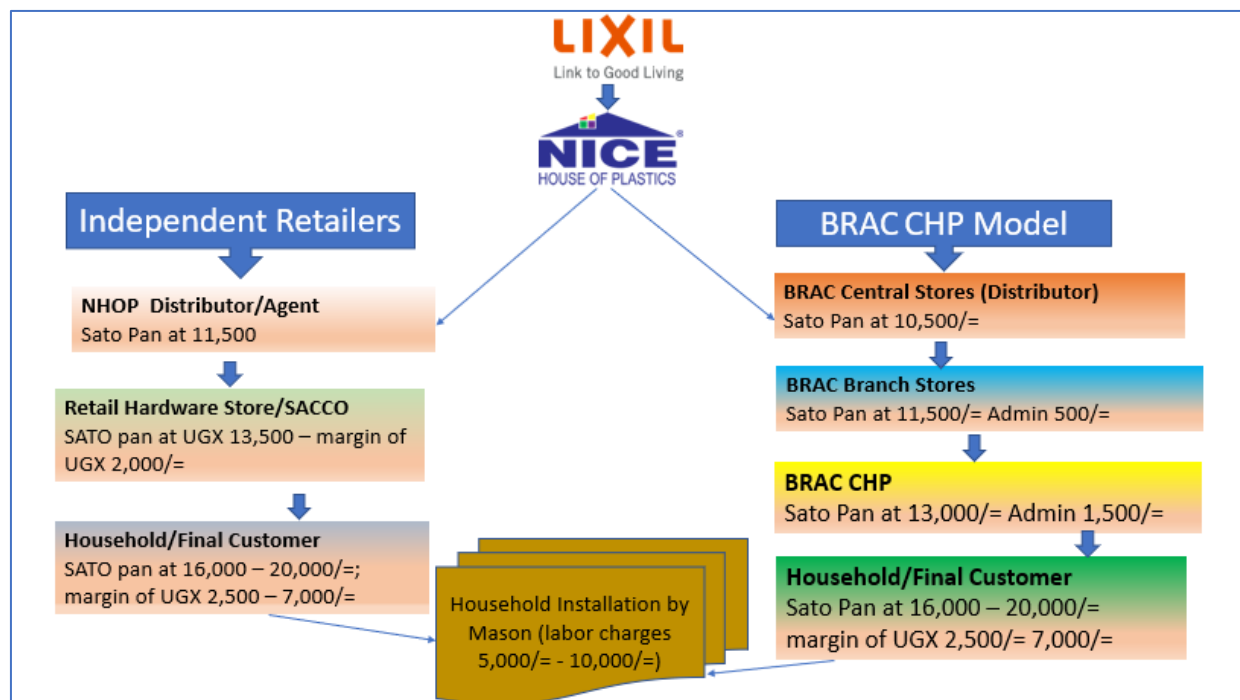 LIXIL
Link to Good Living
NICE
®
HOUSE OF PLASTICS
Independent Retailers
NHOP Distributor/Agent
Sato Pan at 11,500
Retail Hardware Store/SACCO
SATO pan at UGX 13,500 – margin of
UGX 2,000/=
Household/Final Customer
SATO pan at 16,000 – 20,000/=;
margin of UGX 2,500 – 7,000/=
BRAC CHP Model
BRAC Central Stores (Distributor)
Sato Pan at 10,500/=
BRAC Branch Stores
Sato Pan at 11,500/= Admin 500/=
BRAC CHP
Sato Pan at 13,000/= Admin 1,500/=
Household/Final Customer
Sato Pan at 16,000 – 20,000/=
margin of UGX 2,500/= 7,000/=
Household Installation by
Mason (labor charges
5,000/= - 10,000/=)